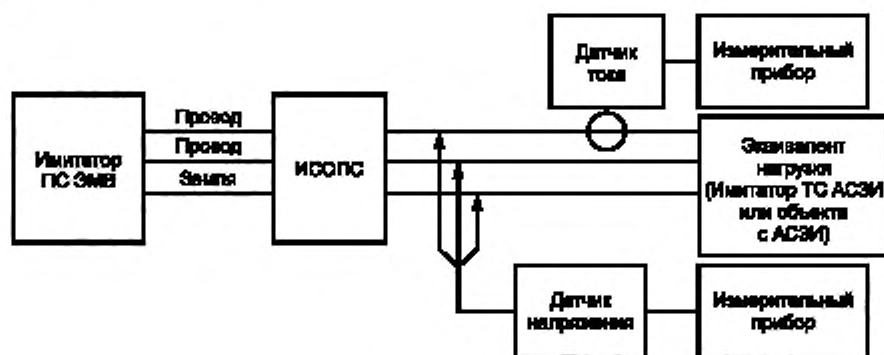 Датчик
тока
Измерительный
прибор
Имитатор
ПС ЭМВ
Провод
Провод
Земля
ИСОПС
Эквивалент
нагрузки
(Имитатор ТС АСЗИ
или объекта
с АСЗИ)
Датчик
напряжения
Измерительный
прибор